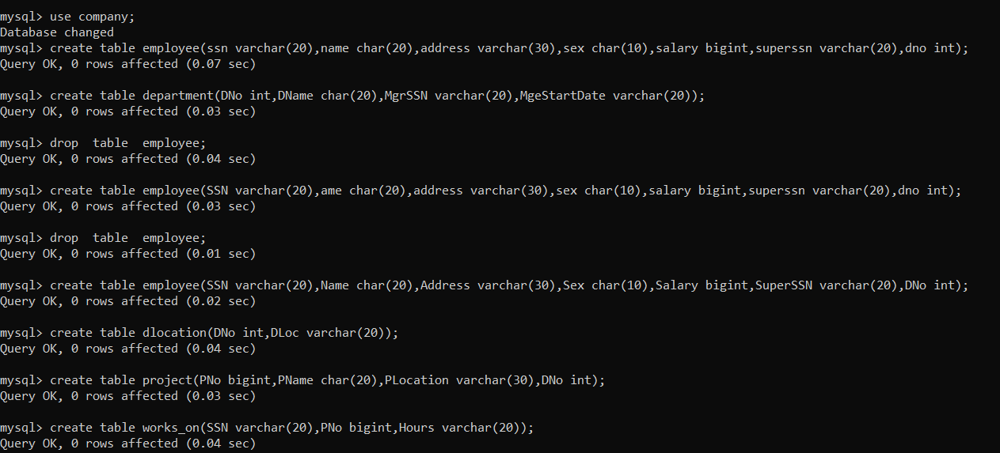 mysql> use company;
Database changed
mysql> create table employee(ssn varchar(20),name char(20),address varchar(30),sex char(10),salary bigint,superssn varchar(20),dno int);
Query OK, 0 rows affected (0.07 sec)
mysql> create table department(DNo int,DName char(20),MgrSSN varchar(20),MgeStartDate varchar(20));
Query OK, 0 rows affected (0.03 sec)
mysql> drop  table  employee;
Query OK, 0 rows affected (0.04 sec)
mysql> create table employee(SSN varchar(20),ame char(20),address varchar(30),sex char(10),salary bigint,superssn varchar(20),dno int);
Query OK, 0 rows affected (0.03 sec)
mysql> drop  table  employee;
Query OK, 0 rows affected (0.01 sec)
mysql> create table employee(SSN varchar(20),Name char(20),Address varchar(30),Sex char(10),Salary bigint,SuperSSN varchar(20),DNo int);
Query OK, 0 rows affected (0.02 sec)
mysql> create table dlocation(DNo int,DLoc varchar(20));
Query OK, 0 rows affected (0.04 sec)
mysql> create table project(PNo bigint,PName char(20),PLocation varchar(30),DNo int);
Query OK, 0 rows affected (0.03 sec)
mysql> create table works_on(SSN varchar(20),PNo bigint,Hours varchar(20));
Query OK, 0 rows affected (0.04 sec)